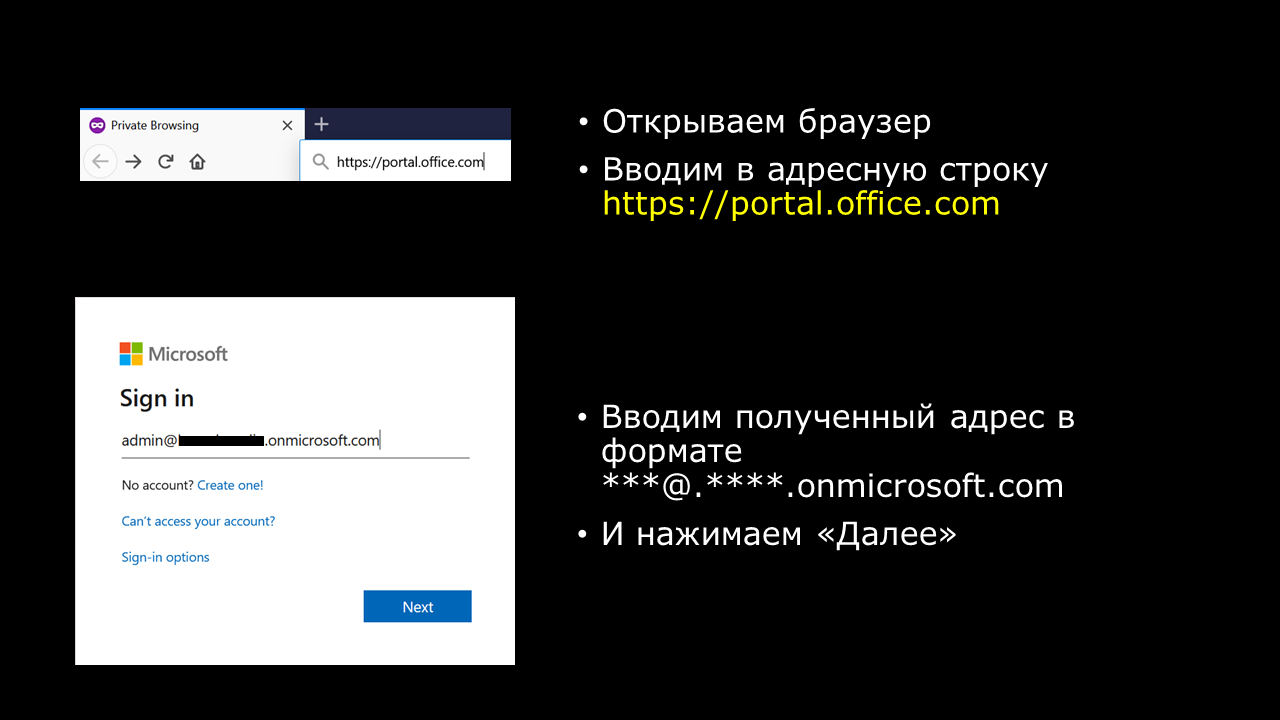 Private Browsing
https://portal.office.com
• Открываем браузер
• Вводим в адресную строку
https://portal.office.com
Microsoft
Sign in
admin@ .onmicrosoft.com
No account? Create one!
Can't access your account?
Sign-in options
Next
• Вводим полученный адрес в
формате
***@.****.onmicrosoft.com
• И нажимаем «Далее»